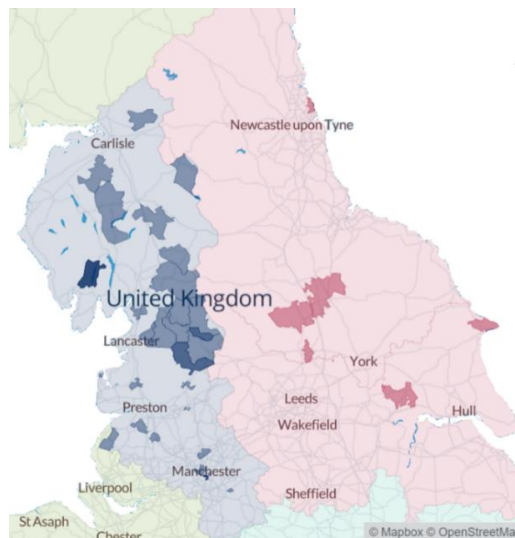 Newcastle upon Tyne
Carlisle
United Kingdom
Lancaster
York
Leeds
Preston
Hull
Wakefield
Manchester
Liverpool
Sheffield
St Asaph
Chester
© Mapbox © OpenStreetMa